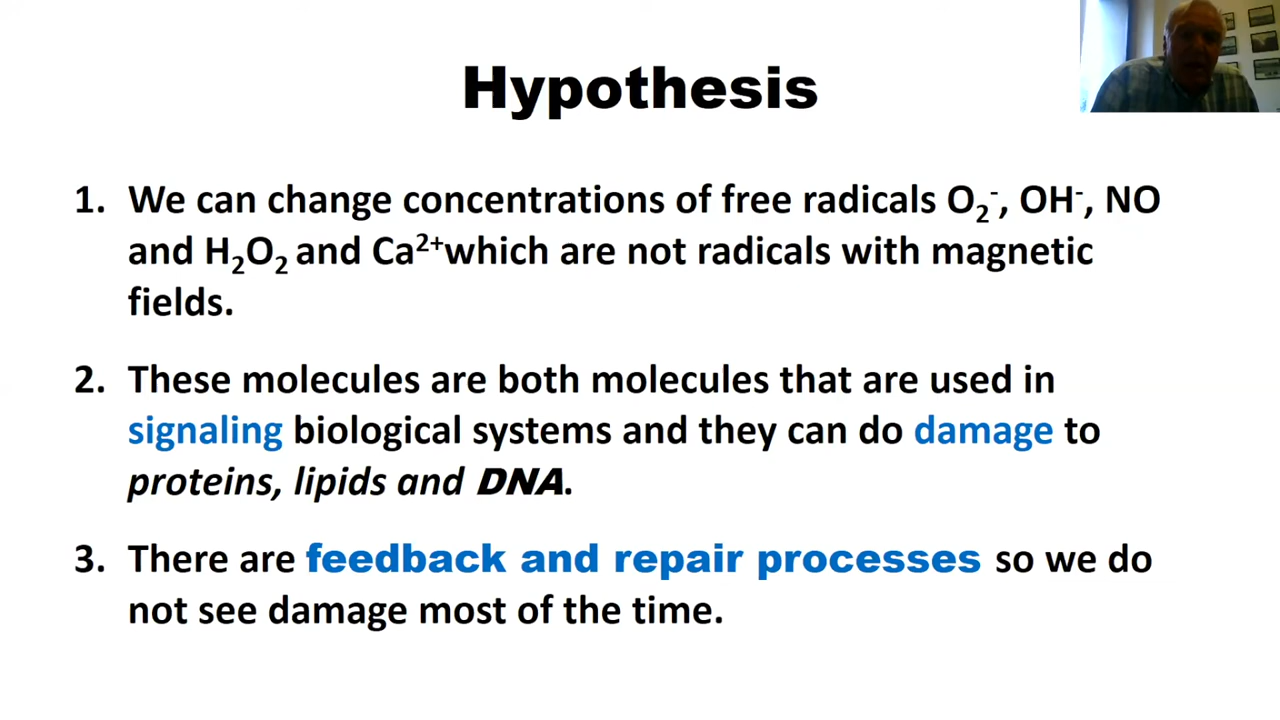 Hypothesis
1. We can change concentrations of free radicals O₂⁻, OH⁻, NO
and H₂O₂ and Ca²⁺which are not radicals with magnetic
fields.
2. These molecules are both molecules that are used in
signaling biological systems and they can do damage to
proteins, lipids and DNA.
3. There are feedback and repair processes so we do
not see damage most of the time.